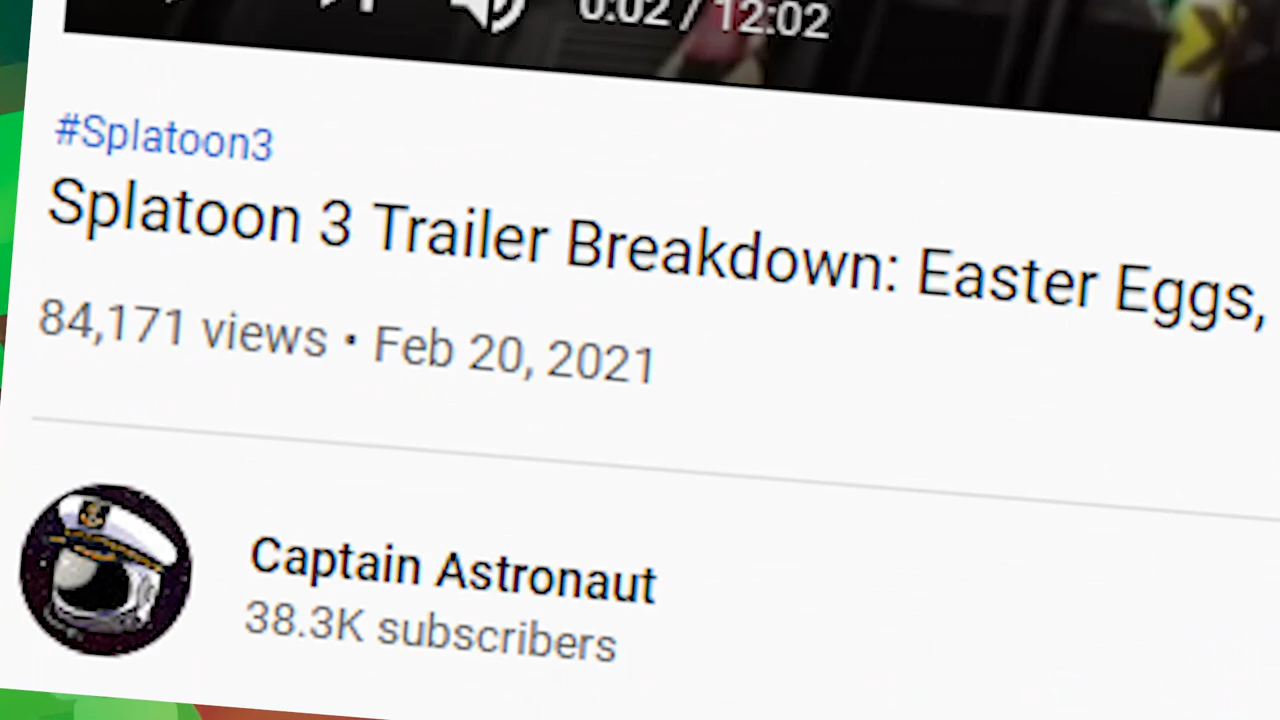 0:02 / 12:02
#Splatoon3
Splatoon 3 Trailer Breakdown: Easter Eggs,
84,171 views • Feb 20, 2021
Captain Astronaut
38.3K subscribers